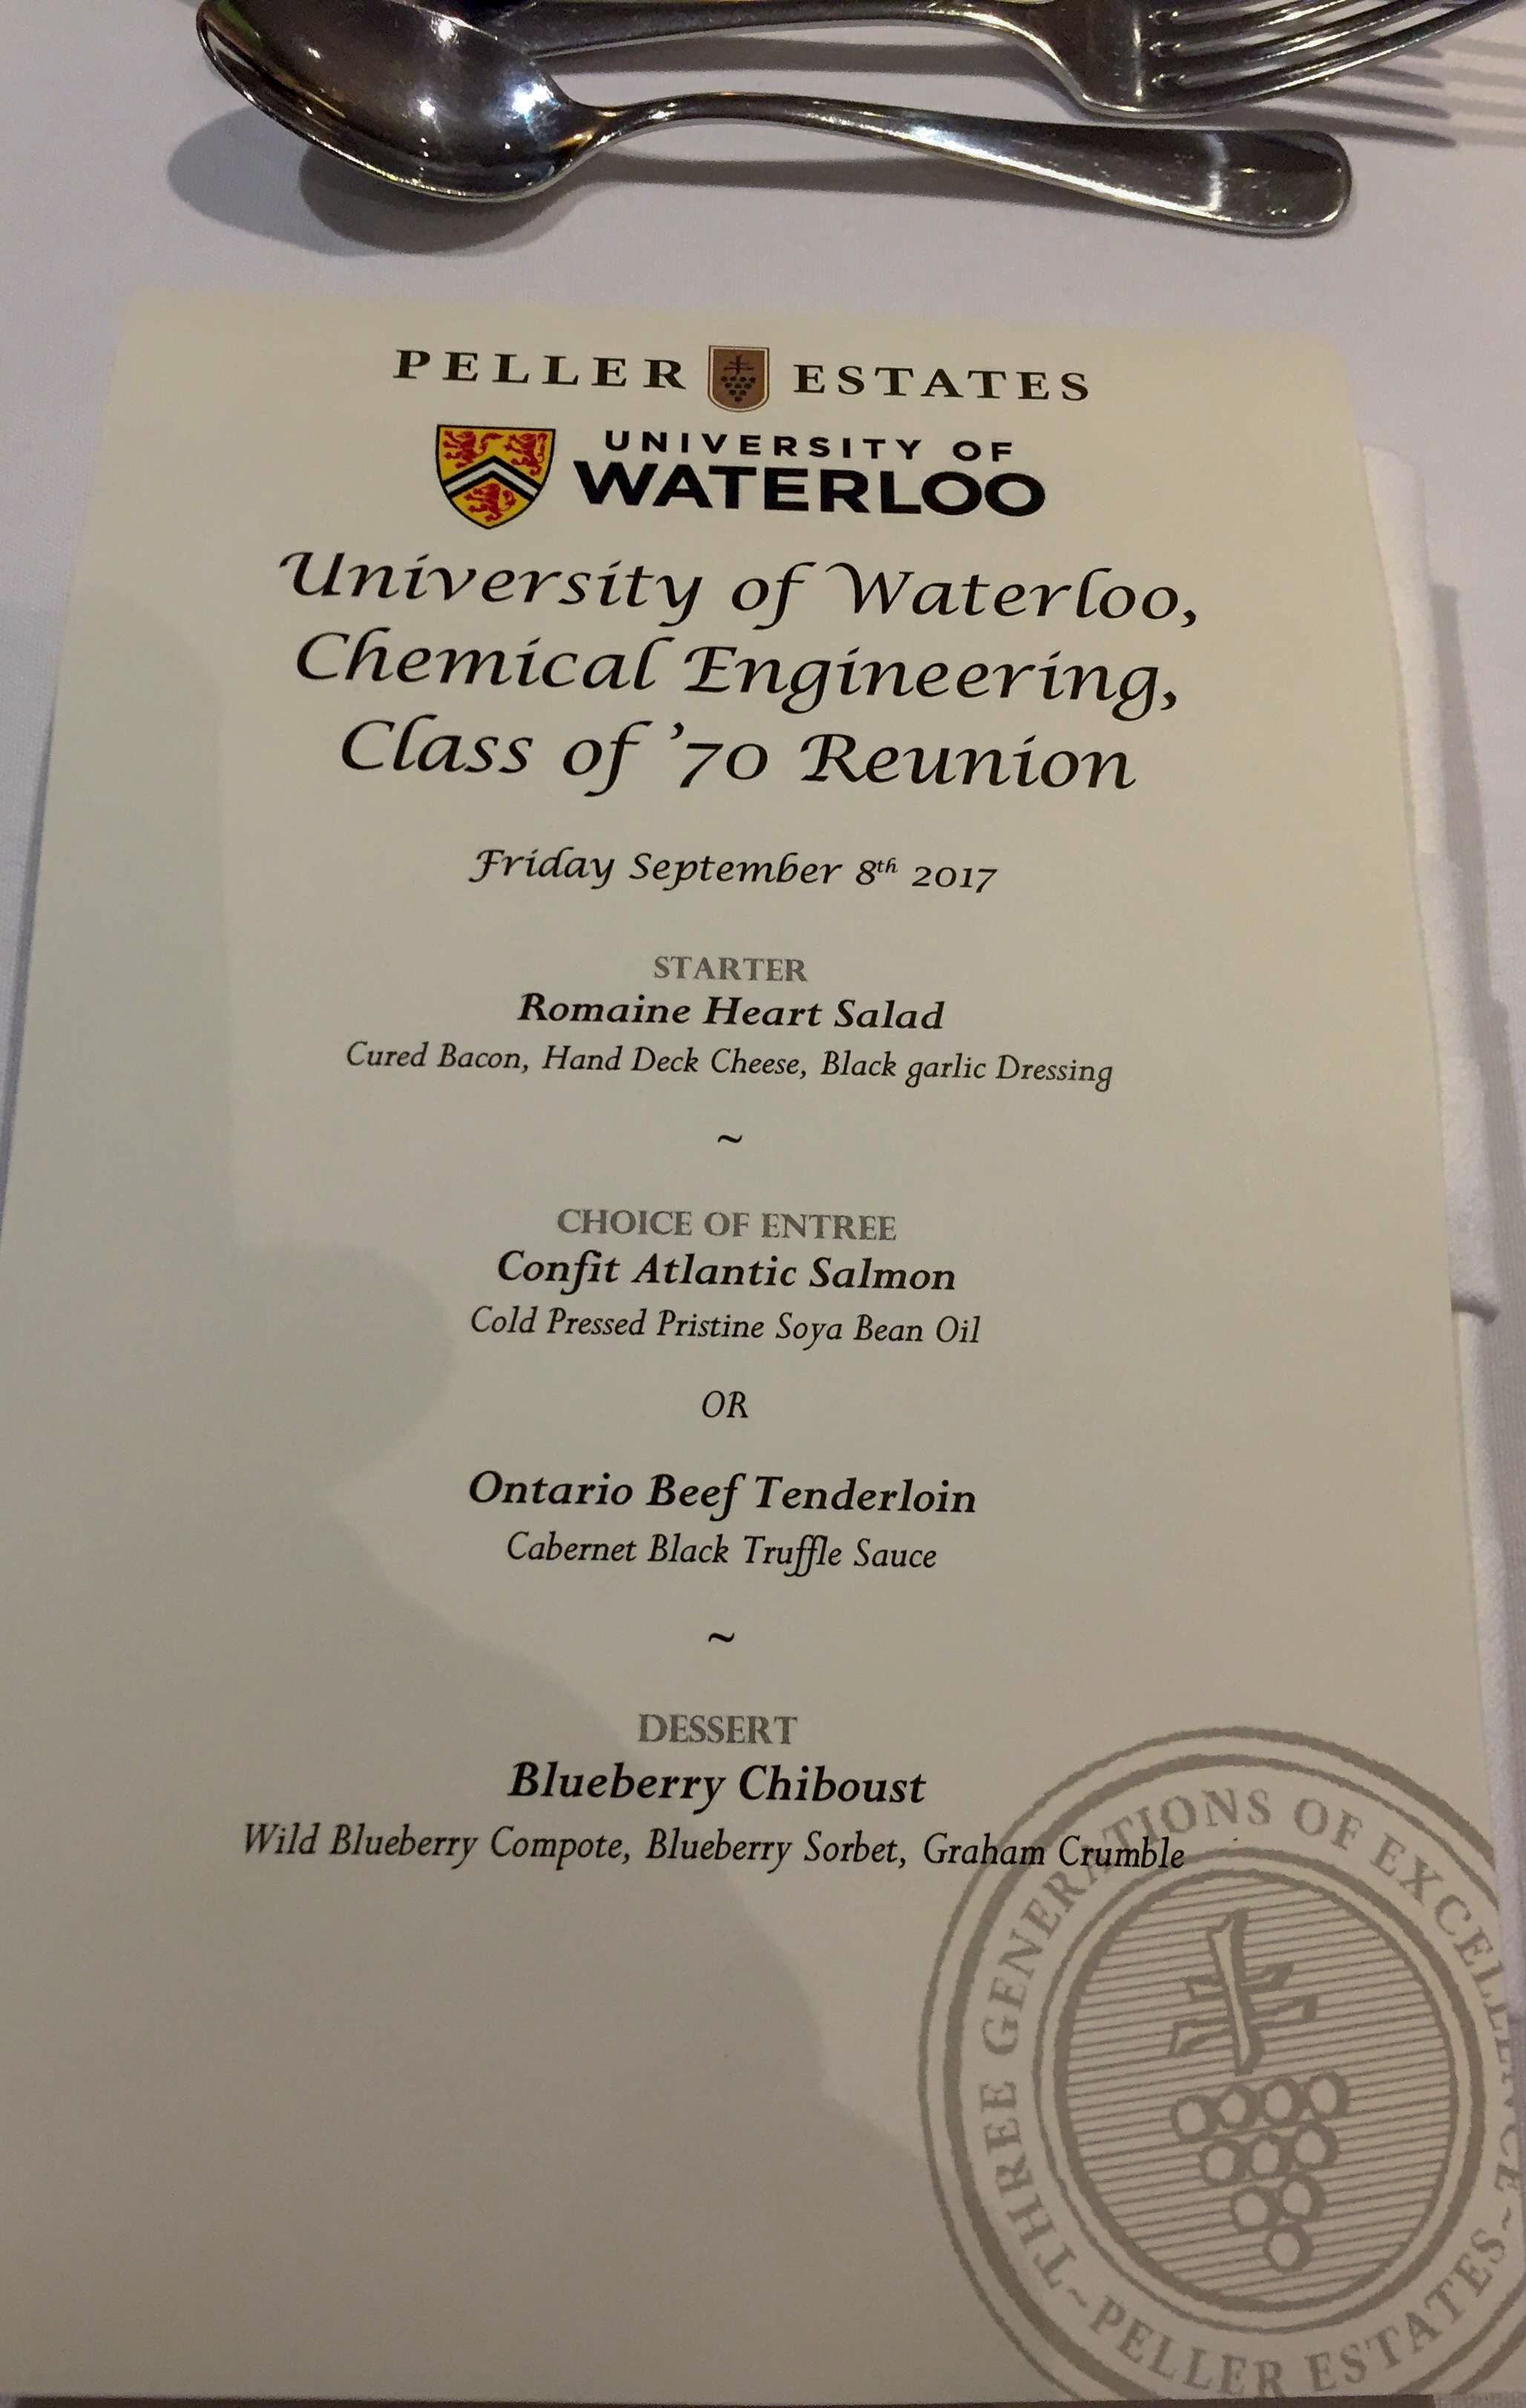 PELLER ESTATES
UNIVERSITY OF
WATERLOO
University of Waterloo,
Chemical Engineering,
Class of '70 Reunion
Friday September 8th 2017
STARTER
Romaine Heart Salad
Cured Bacon, Hand Deck Cheese, Black garlic Dressing
~
CHOICE OF ENTREE
Confit Atlantic Salmon
Cold Pressed Pristine Soya Bean Oil
OR
Ontario Beef Tenderloin
Cabernet Black Truffle Sauce
~
DESSERT
Blueberry Chiboust
Wild Blueberry Compote, Blueberry Sorbet, Graham Crumble
THREE GENERATIONS OF EXCELLENCE ~ PELLER ESTATES ~